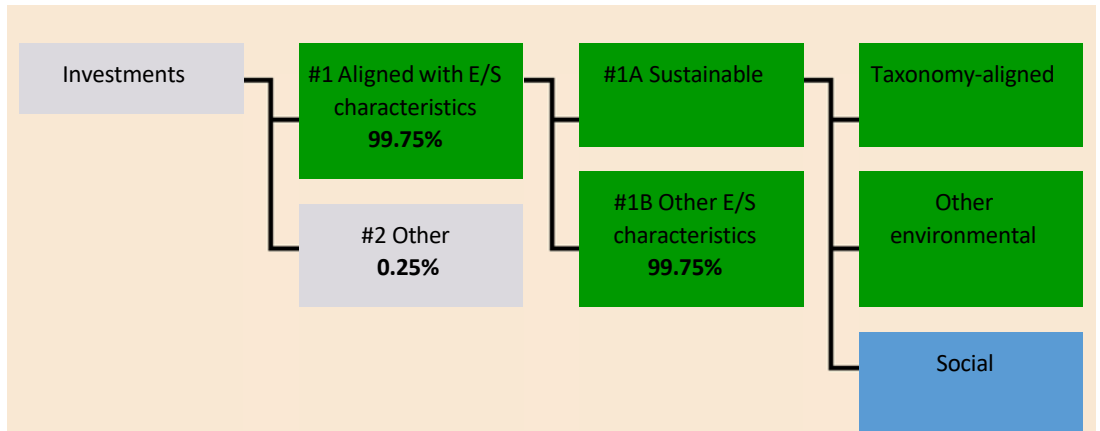 Investments
#1 Aligned with E/S
characteristics
99.75%
#2 Other
0.25%
#1A Sustainable
#1B Other E/S
characteristics
99.75%
Taxonomy-aligned
Other
environmental
Social